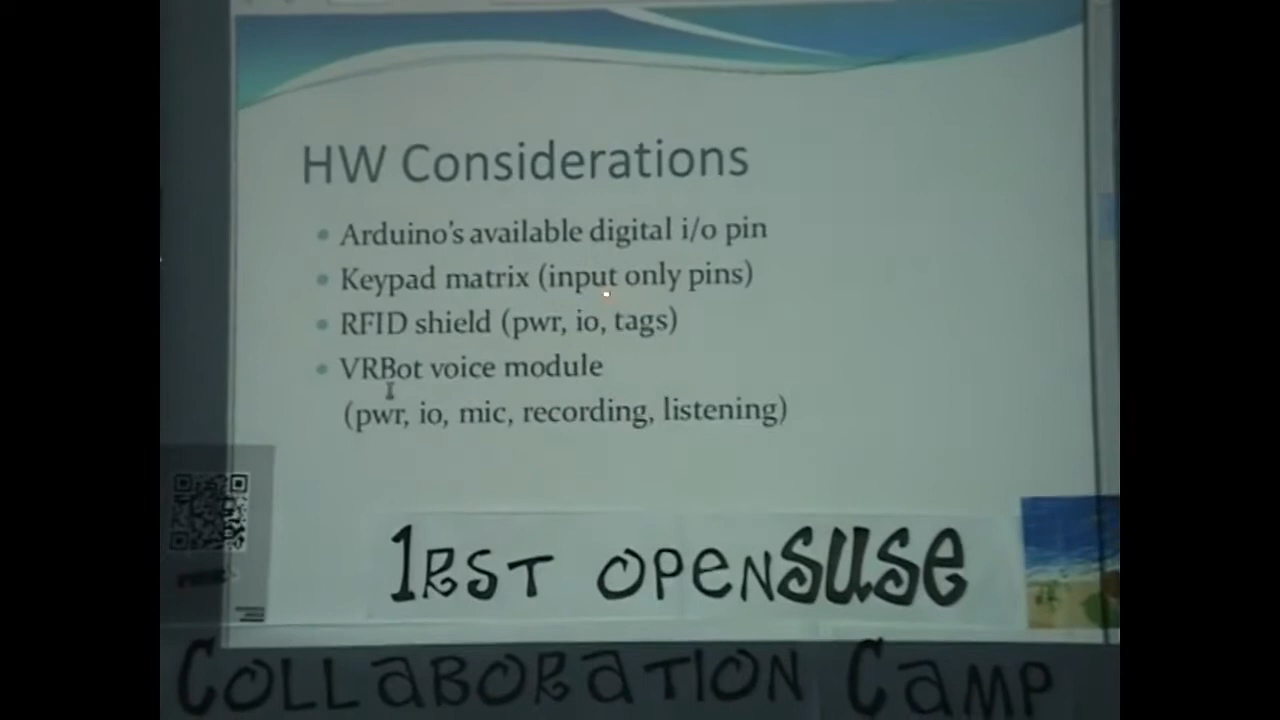 HW Considerations
• Arduino's available digital i/o pin
• Keypad matrix (input only pins)
• RFID shield (pwr, io, tags)
• VRBot voice module
(pwr, io, mic, recording, listening)
1RST openSUSE
COLLABORATION CAMP